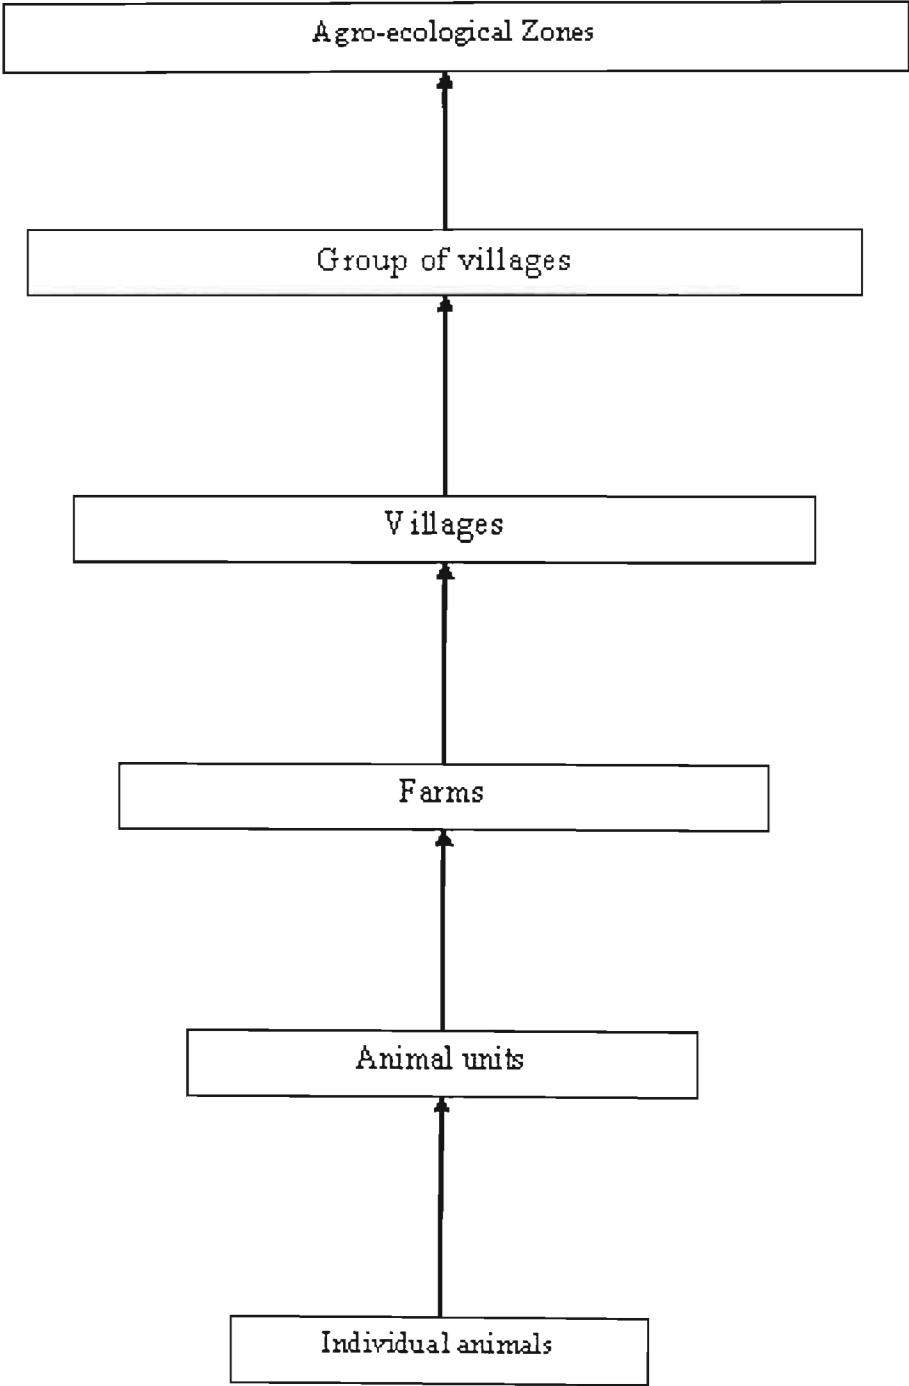 Agro-ecological Zones
Group of villages
Villages
Farms
Animal units
Individual animals